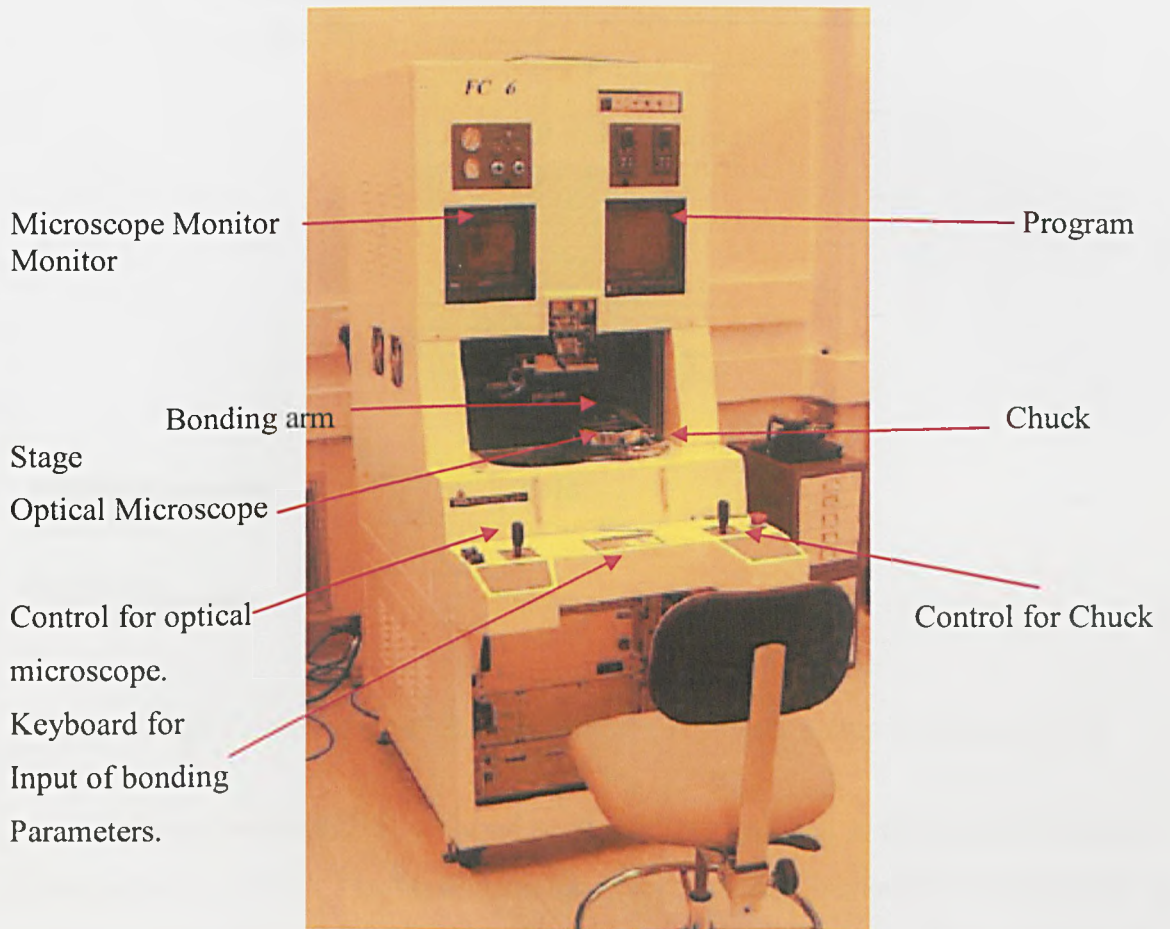 FC 6
Microscope Monitor
Monitor
Program
Bonding arm
Chuck
Stage
Optical Microscope
Control for optical
microscope.
Control for Chuck
Keyboard for
Input of bonding
Parameters.